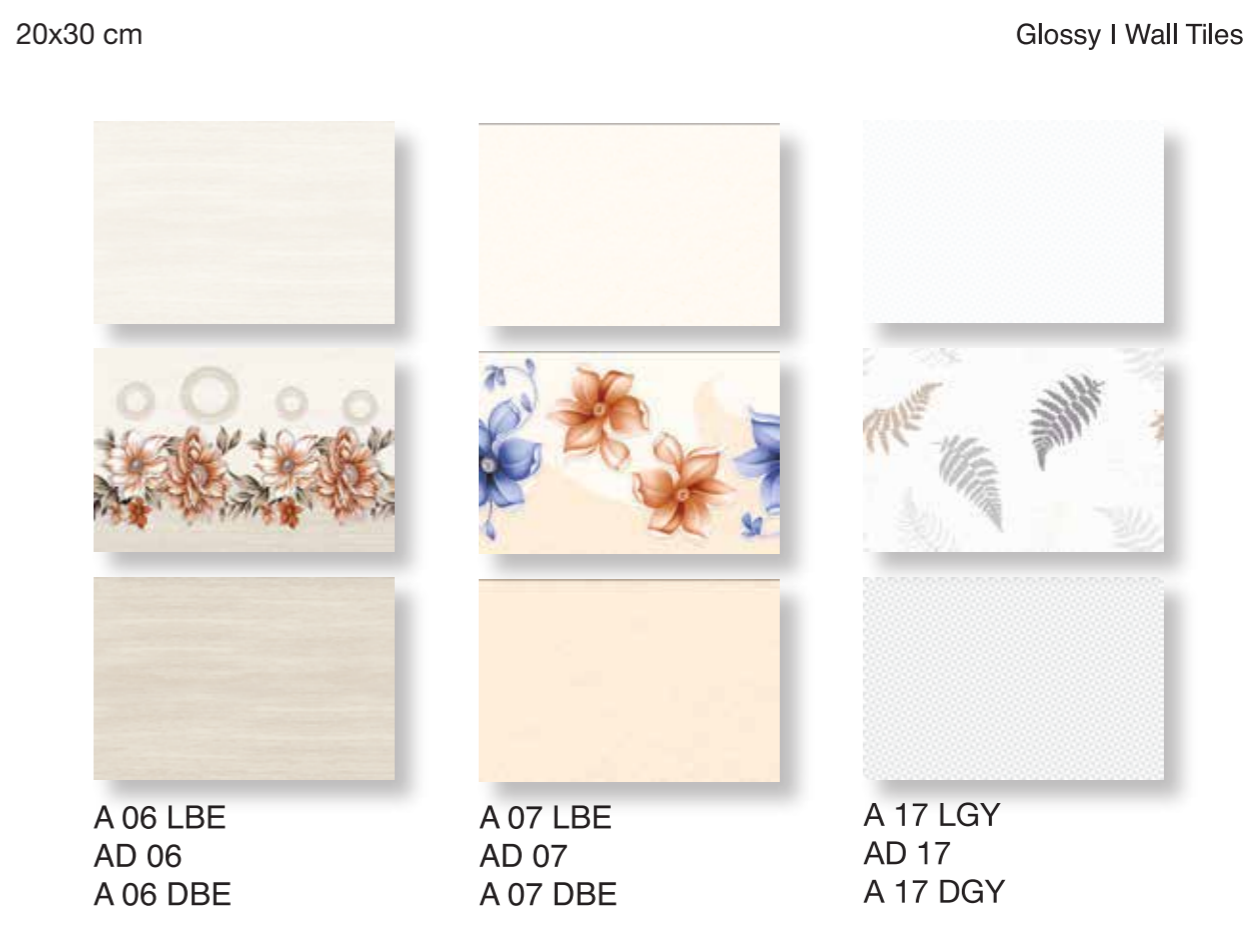 20x30 cm
Glossy I Wall Tiles
A 06 LBE
AD 06
A 06 DBE
A 07 LBE
AD 07
A 07 DBE
A 17 LGY
AD 17
A 17 DGY